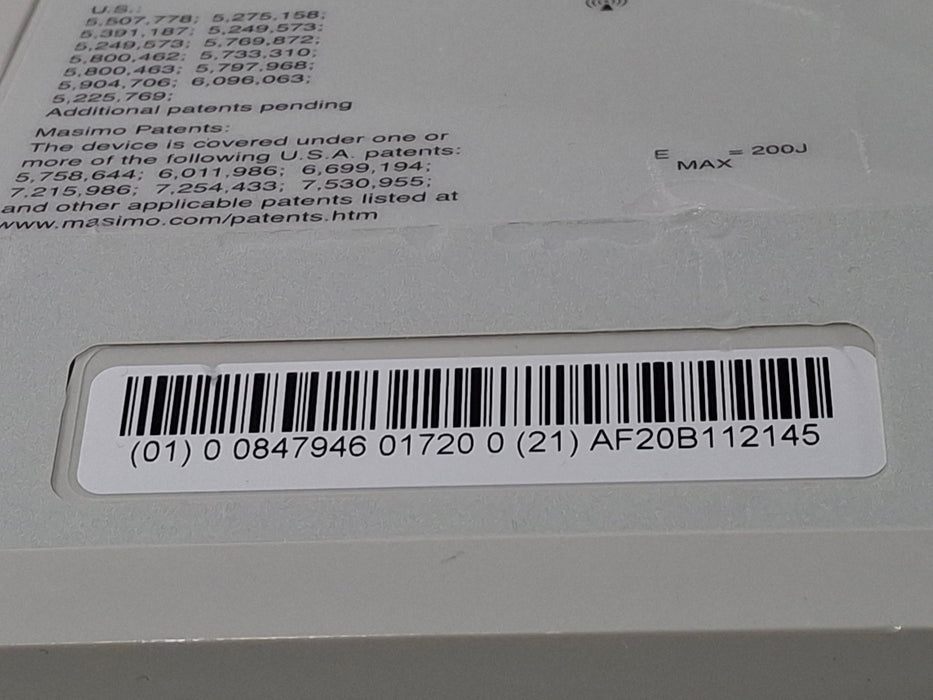 U.S.:
5,507,778; 5,275,158;
5,391,187; 5,249,573;
5,249,573; 5,769,872;
5,800,462; 5,733,310;
5,800,463; 5,797,968;
5,904,706; 6,096,063;
5,225,769;
Additional patents pending
Masimo Patents:
The device is covered under one or
more of the following U.S.A. patents:
5,758,644; 6,011,986; 6,699,194;
7,215,986; 7,254,433; 7,530,955;
and other applicable patents listed at
www.masimo.com/patents.htm
E MAX = 200J
(01) 0 0847946 01720 0 (21) AF20B112145